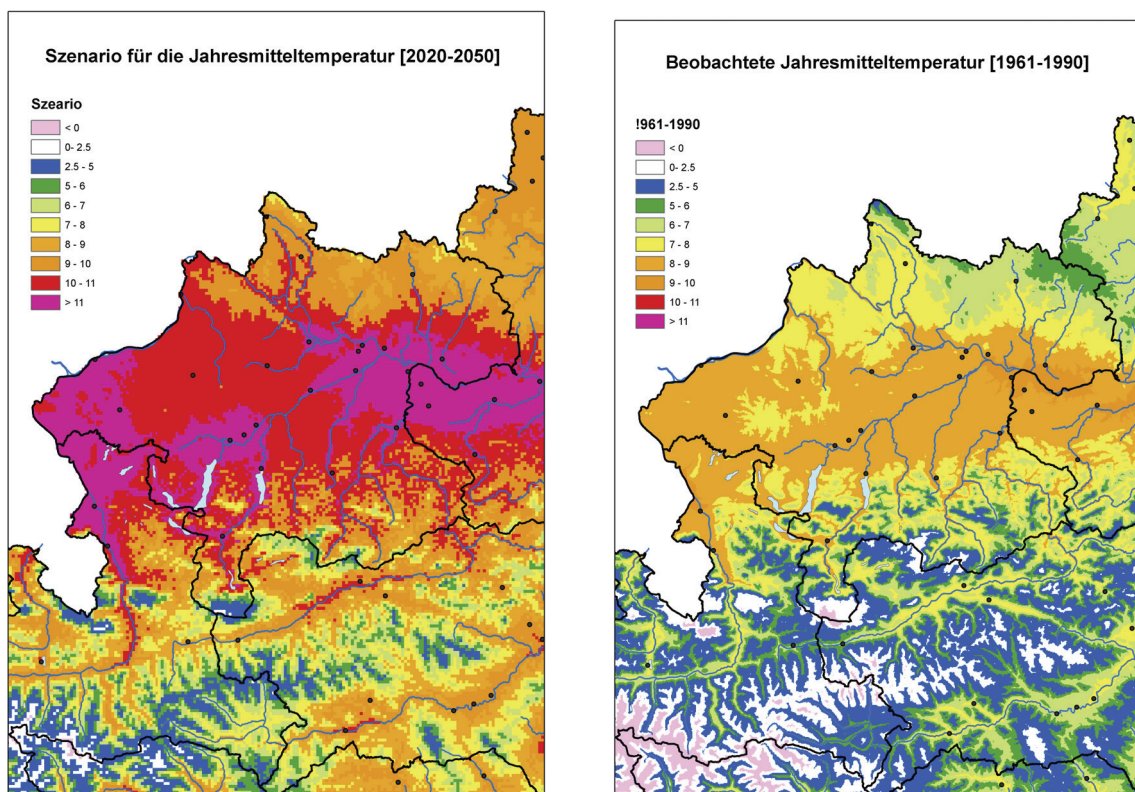 Szenario für die Jahresmitteltemperatur [2020-2050]
Szeario
< 0
0- 2.5
2.5 - 5
5 - 6
6 - 7
7 - 8
8 - 9
9 - 10
10 - 11
> 11
Beobachtete Jahresmitteltemperatur [1961-1990]
!961-1990
< 0
0- 2.5
2.5 - 5
5 - 6
6 - 7
7 - 8
8 - 9
9 - 10
10 - 11
> 11